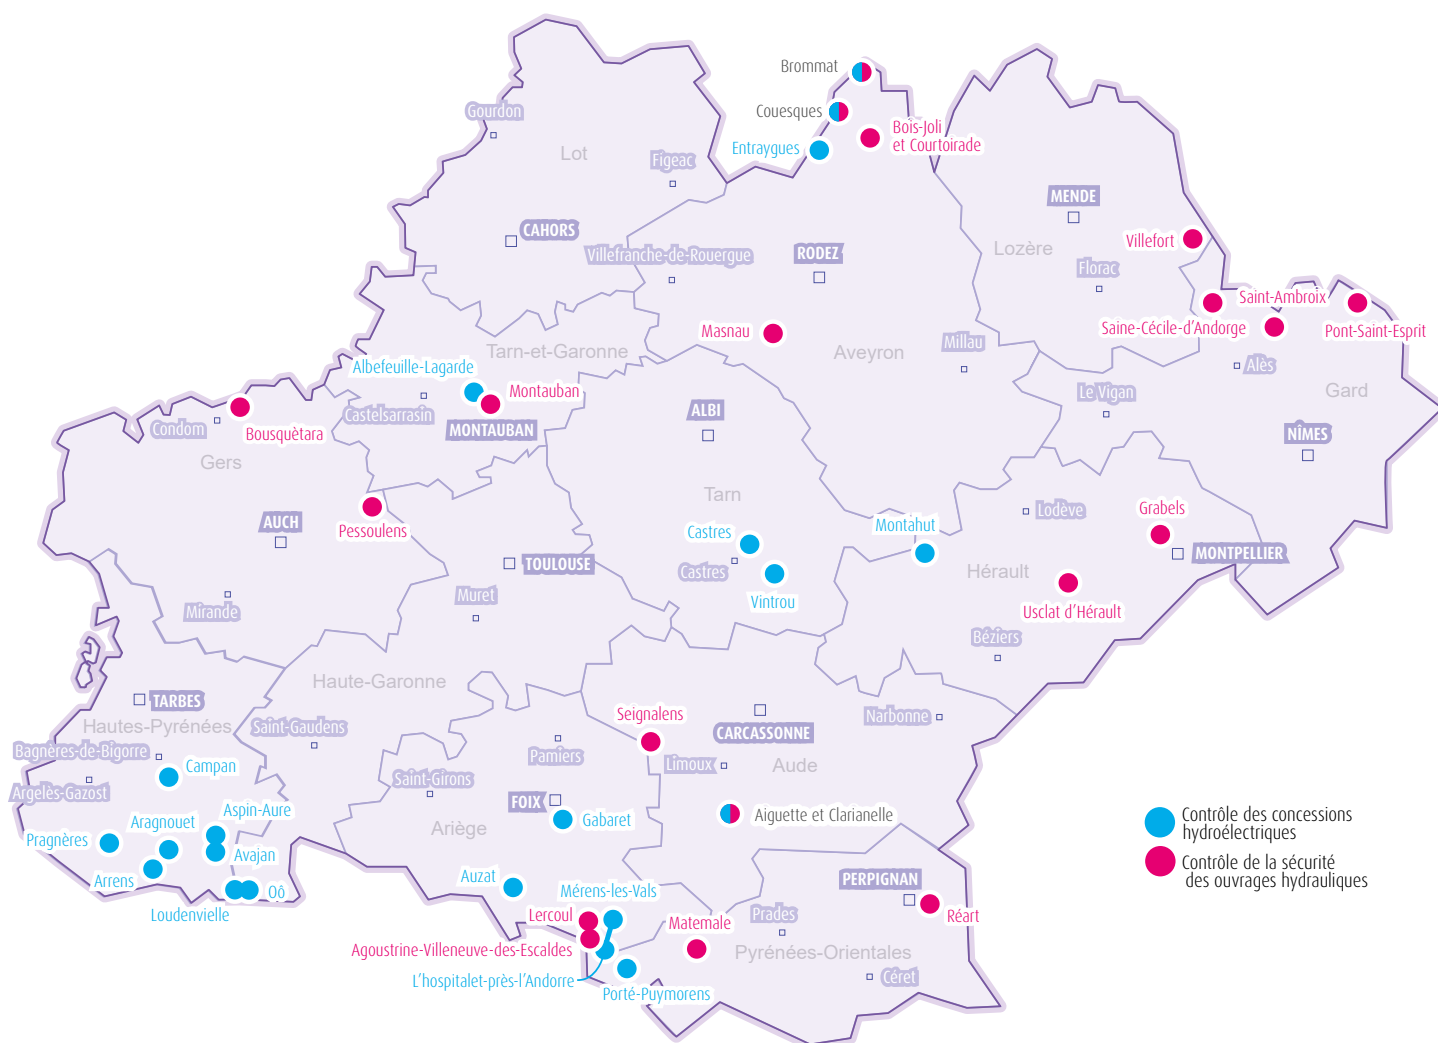 Brommat
Couesques
Entraygues
Bois-Joli
et Courtoirade
Gourdon
Lot
Figeac
CAHORS
Villefranche-de-Rouergue
RODEZ
MENDE
Lozère
Villefort
Florac
Saint-Ambroix
Saine-Cécile-d'Andorge
Pont-Saint-Esprit
Masnau
Aveyron
Millau
Alès
Gard
Le Vigan
NÎMES
Tarn-et-Garonne
Albefeuille-Lagarde
Montauban
Castelsarrasin
MONTAUBAN
Condom
Bousquètara
Gers
ALBI
Tarn
AUCH
Pessoulens
Castres
Castres
Vintrou
Montahut
Lodève
Grabels
MONTPELLIER
Hérault
Usclat d'Hérault
Béziers
TOULOUSE
Muret
Mirande
Haute-Garonne
TARBES
Hautes-Pyrénées
Saint-Gaudens
Bagnères-de-Bigorre
Campan
Argelès-Gazost
Aspin-Aure
Aragnouet
Pragnères
Avajan
Arrens
Oô
Loudenvielle
Seignalens
CARCASSONNE
Narbonne
Pamiers
Limoux
Aude
Saint-Girons
FOIX
Gabaret
Ariège
Aiguette et Clarianelle
Auzat
Mérens-les-Vals
Lercoul
Matemale
Agoustrine-Villeneuve-des-Escaldes
L'hospitalet-près-l'Andorre
Porté-Puymorens
PERPIGNAN
Prades
Réart
Pyrénées-Orientales
Céret
Contrôle des concessions
hydroélectriques
Contrôle de la sécurité
des ouvrages hydrauliques